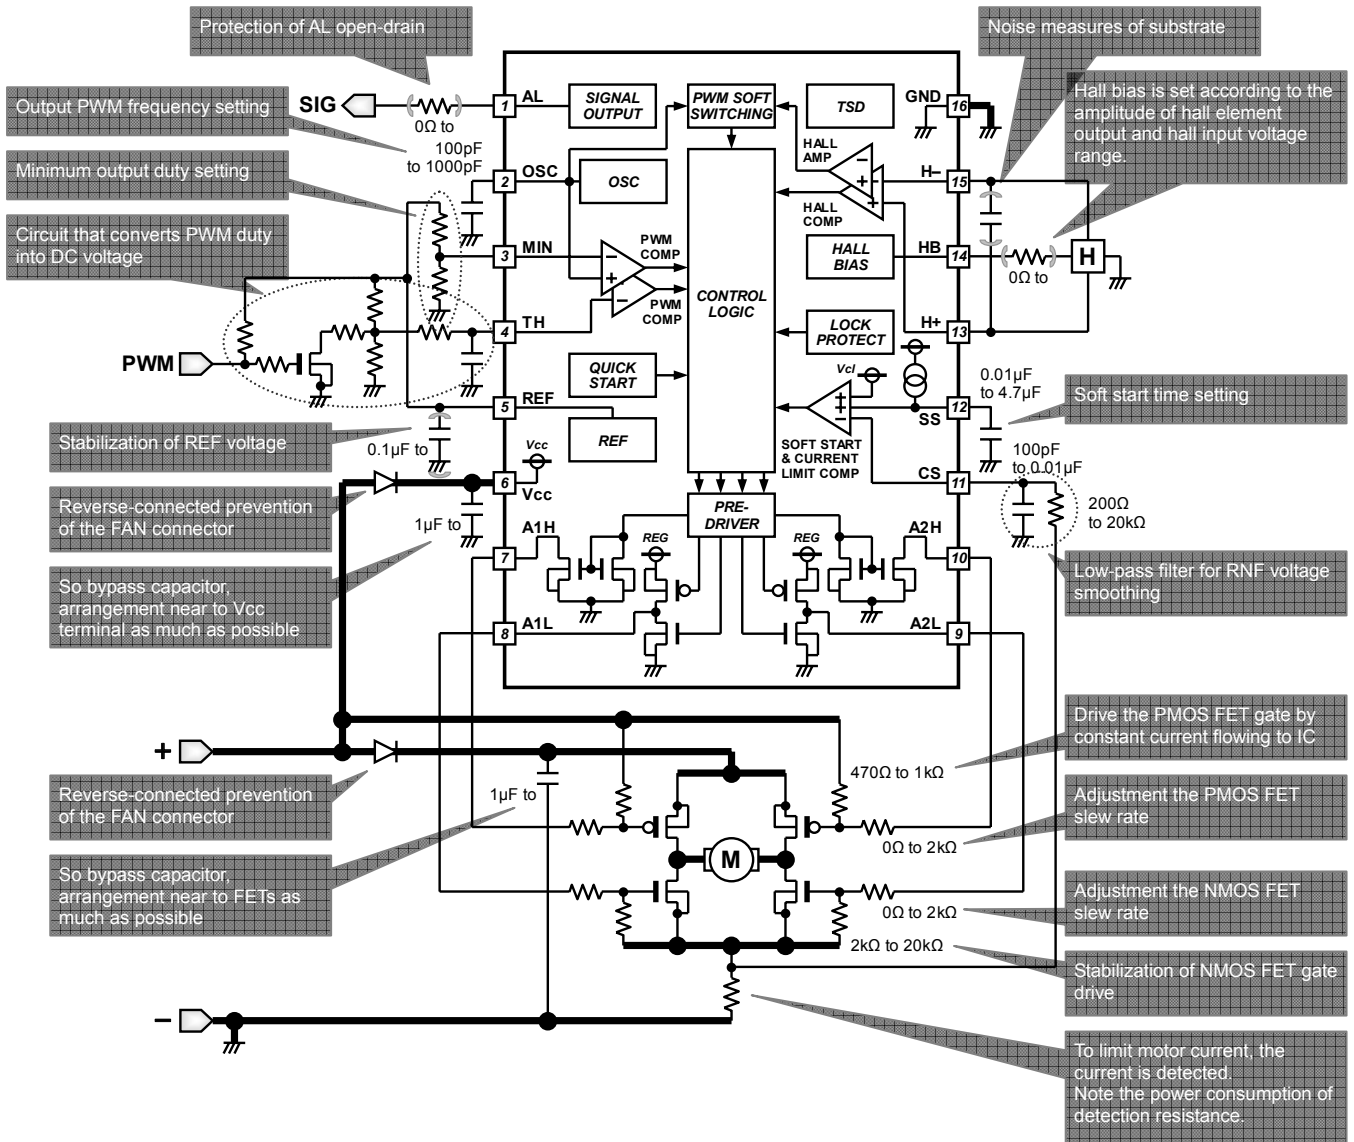 Protection of AL open-drain
Noise measures of substrate
Output PWM frequency setting
SIG
0Ω to
100pF
to 1000pF
Minimum output duty setting
Circuit that converts PWM duty
into DC voltage
PWM
Hall bias is set according to the
amplitude of hall element
output and hall input voltage
range.
1
AL
SIGNAL
OUTPUT
PWM SOFT
SWITCHING
TSD
GND
16
2
OSC
OSC
HALL
AMP
H–
15
HALL
COMP
3
MIN
PWM
COMP
HALL
BIAS
HB
14
0Ω to
H
PWM
COMP
CONTROL
LOGIC
4
TH
LOCK
PROTECT
H+
13
QUICK
START
Vcl
0.01µF
to 4.7µF
Soft start time setting
5
REF
REF
SS
12
Stabilization of REF voltage
0.1µF to
SOFT START
& CURRENT
LIMIT COMP
100pF
to 0.01µF
Vcc
6
Vcc
CS
11
200Ω
to 20kΩ
Reverse-connected prevention
of the FAN connector
1µF to
PRE-
DRIVER
A1H
7
REG
REG
A2H
10
Low-pass filter for RNF voltage
smoothing
So bypass capacitor,
arrangement near to Vcc
terminal as much as possible
8
A1L
A2L
9
+
Drive the PMOS FET gate by
constant current flowing to IC
470Ω to 1kΩ
Reverse-connected prevention
of the FAN connector
1µF to
Adjustment the PMOS FET
slew rate
0Ω to 2kΩ
M
So bypass capacitor,
arrangement near to FETs as
much as possible
Adjustment the NMOS FET
slew rate
0Ω to 2kΩ
2kΩ to 20kΩ
Stabilization of NMOS FET gate
drive
–
To limit motor current, the
current is detected.
Note the power consumption of
detection resistance.